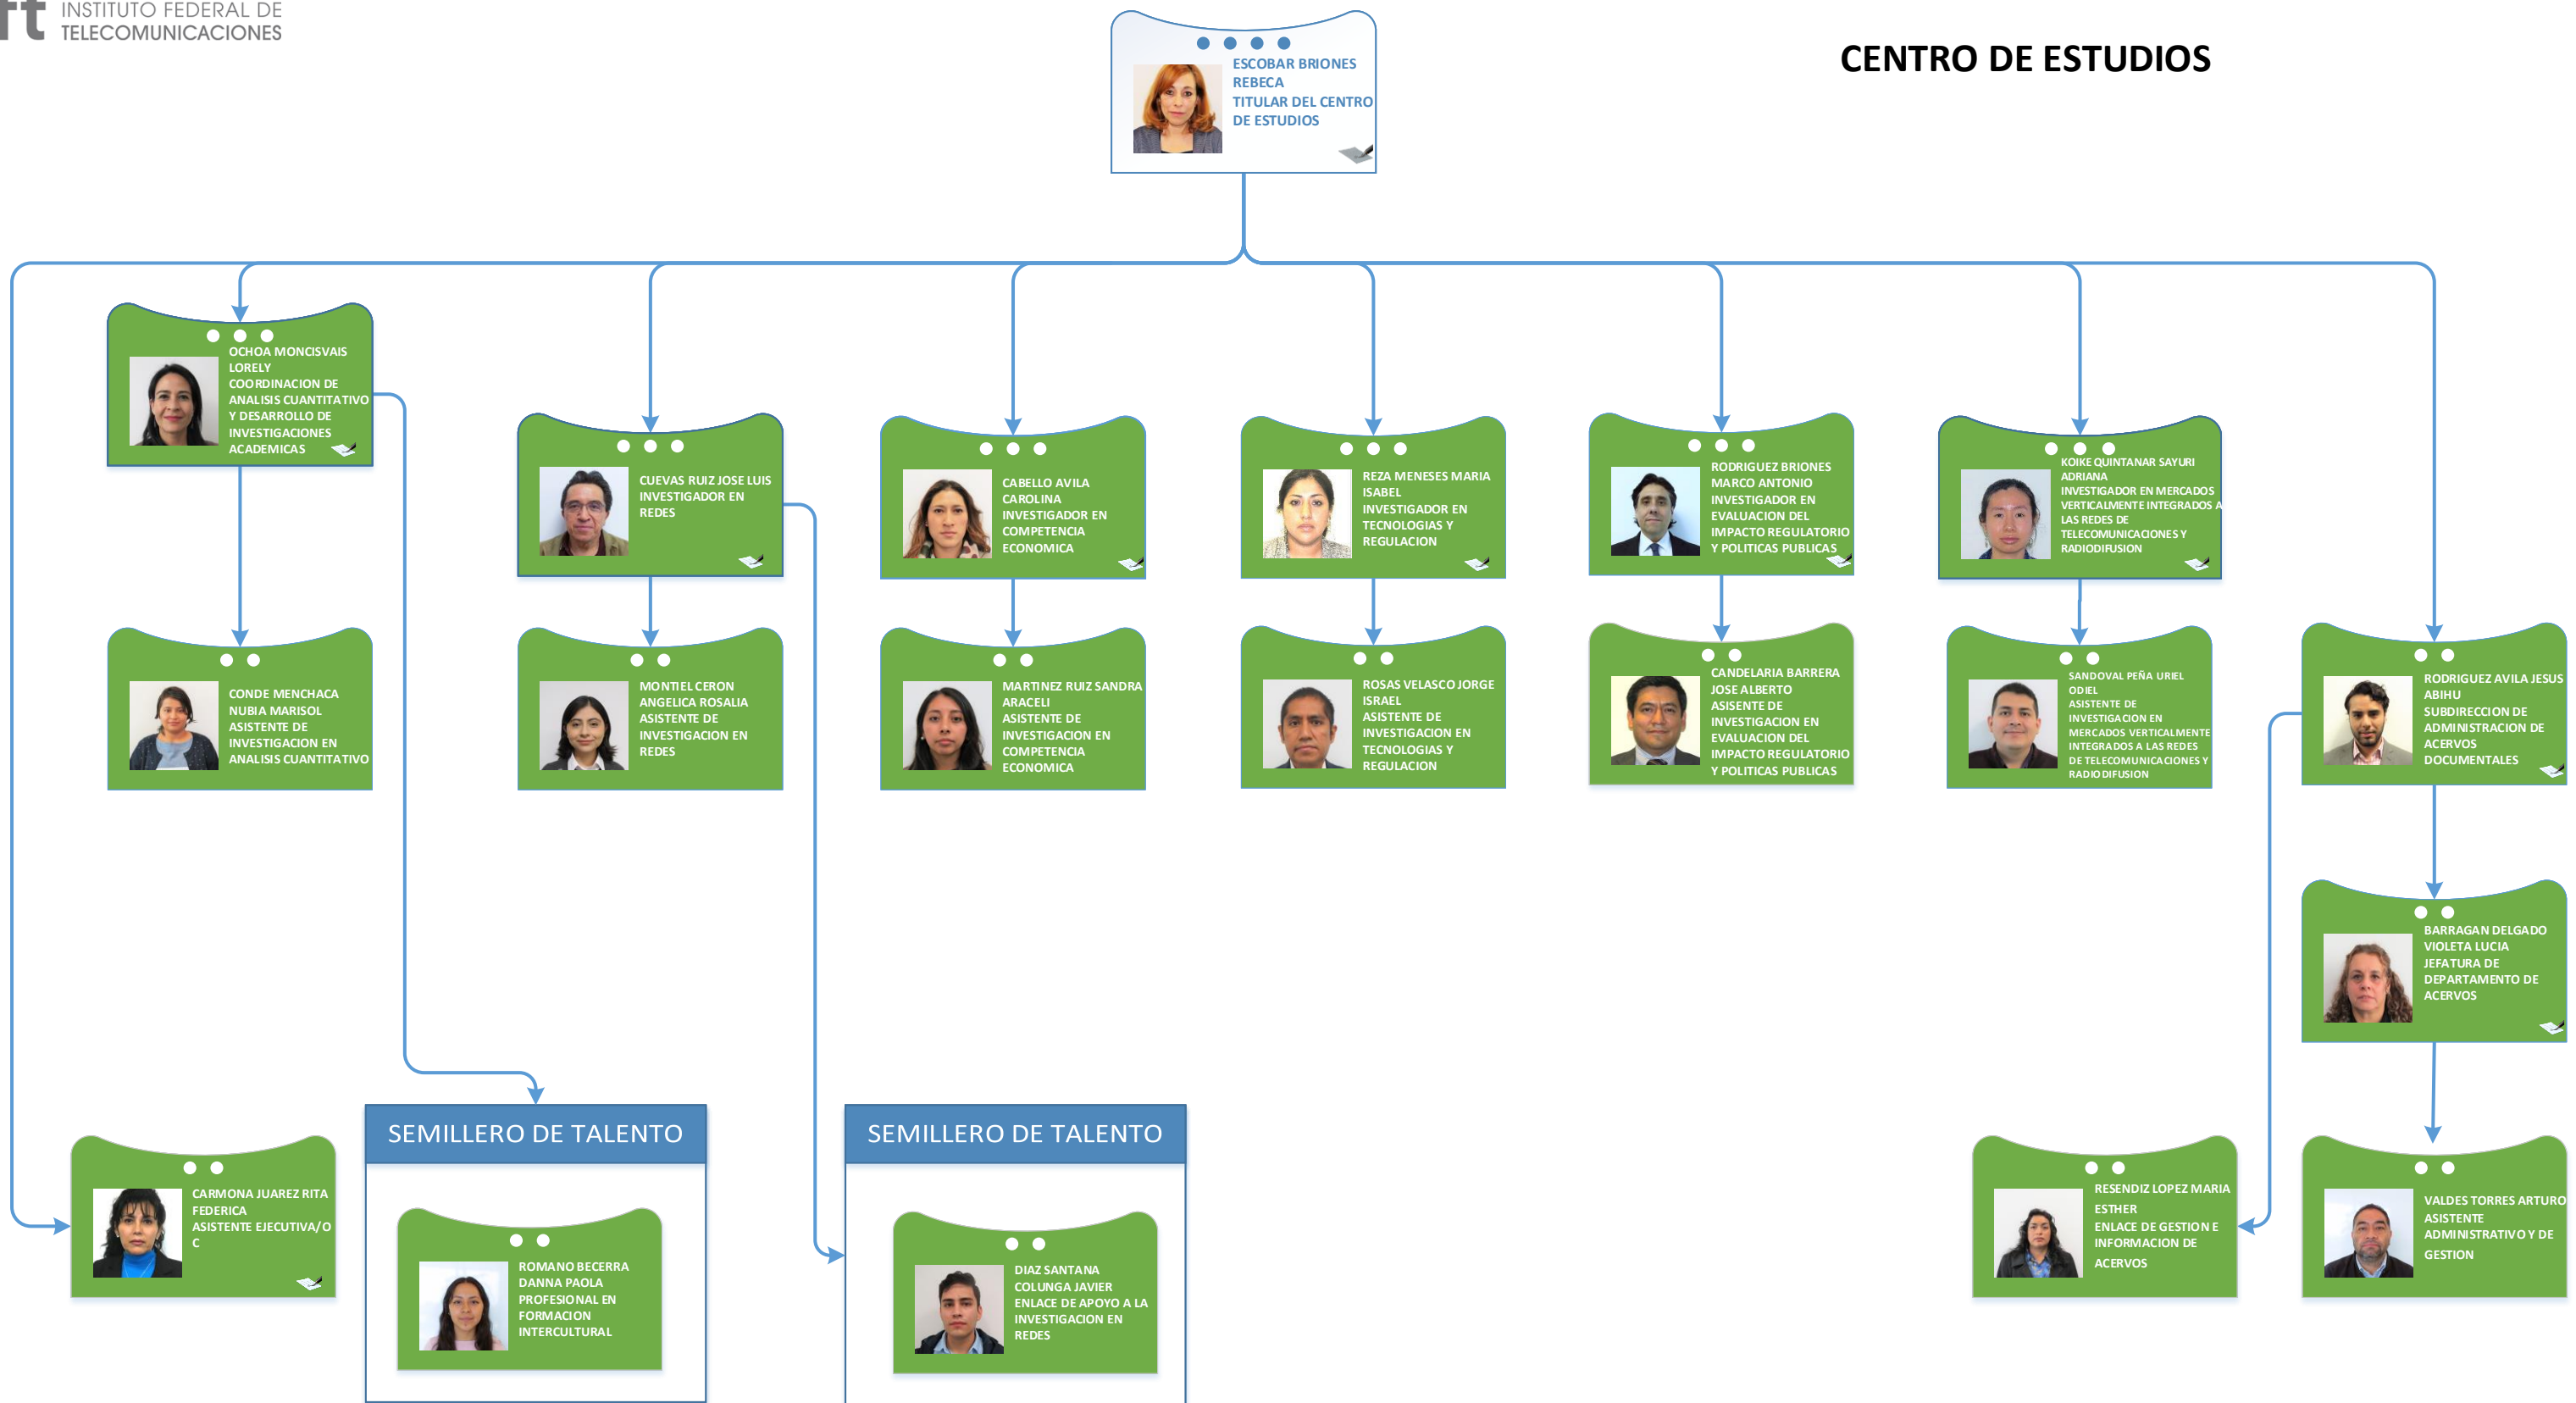 INSTITUTO FEDERAL DE
TELECOMUNICACIONES
CENTRO DE ESTUDIOS
ESCOBAR BRIONES
REBECA
TITULAR DEL CENTRO
DE ESTUDIOS
OCHOA MONCISVAIS
LORELY
COORDINACION DE
ANALISIS CUANTITATIVO
Y DESARROLLO DE
INVESTIGACIONES
ACADEMICAS
CUEVAS RUIZ JOSE LUIS
INVESTIGADOR EN
REDES
CABELLO AVILA
CAROLINA
INVESTIGADOR EN
COMPETENCIA
ECONOMICA
REZA MENESES MARIA
ISABEL
INVESTIGADOR EN
TECNOLOGIAS Y
REGULACION
RODRIGUEZ BRIONES
MARCO ANTONIO
INVESTIGADOR EN
EVALUACION DEL
IMPACTO REGULATORIO
Y POLITICAS PUBLICAS
KOIKE QUINTANAR SAYURI
ADRIANA
INVESTIGADOR EN MERCADOS
VERTICALMENTE INTEGRADOS A
LAS REDES DE
TELECOMUNICACIONES Y
RADIODIFUSION
CONDE MENCHACA
NUBIA MARISOL
ASISTENTE DE
INVESTIGACION EN
ANALISIS CUANTITATIVO
MONTIEL CERON
ANGELICA ROSALIA
ASISTENTE DE
INVESTIGACION EN
REDES
MARTINEZ RUIZ SANDRA
ARACELI
ASISTENTE DE
INVESTIGACION EN
COMPETENCIA
ECONOMICA
ROSAS VELASCO JORGE
ISRAEL
ASISTENTE DE
INVESTIGACION EN
TECNOLOGIAS Y
REGULACION
CANDELARIA BARRERA
JOSE ALBERTO
ASISENTE DE
INVESTIGACION EN
EVALUACION DEL
IMPACTO REGULATORIO
Y POLITICAS PUBLICAS
SANDOVAL PEÑA URIEL
ODIEL
ASISTENTE DE
INVESTIGACION EN
MERCADOS VERTICALMENTE
INTEGRADOS A LAS REDES
DE TELECOMUNICACIONES Y
RADIODIFUSION
RODRIGUEZ AVILA JESUS
ABIHU
SUBDIRECCION DE
ADMINISTRACION DE
ACERVOS
DOCUMENTALES
BARRAGAN DELGADO
VIOLETA LUCIA
JEFATURA DE
DEPARTAMENTO DE
ACERVOS
CARMONA JUAREZ RITA
FEDERICA
ASISTENTE EJECUTIVA/O
C
SEMILLERO DE TALENTO
ROMANO BECERRA
DANNA PAOLA
PROFESIONAL EN
FORMACION
INTERCULTURAL
SEMILLERO DE TALENTO
DIAZ SANTANA
COLUNGA JAVIER
ENLACE DE APOYO A LA
INVESTIGACION EN
REDES
RESENDIZ LOPEZ MARIA
ESTHER
ENLACE DE GESTION E
INFORMACION DE
ACERVOS
VALDES TORRES ARTURO
ASISTENTE
ADMINISTRATIVO Y DE
GESTION